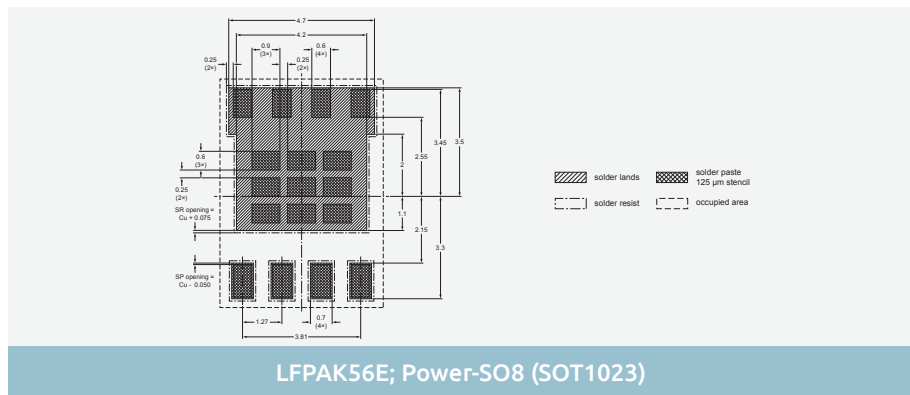 4.7
4.2
0.9
(3×)
0.6
(4×)
0.25
(2×)
0.25
(2×)
0.6
(3×)
0.25
(2×)
SR opening =
Cu + 0.075
SP opening =
Cu - 0.050
2
2.55
3.45
3.5
1.1
2.15
3.3
1.27
0.7
(4×)
3.81
solder lands
solder paste
125 µm stencil
solder resist
occupied area
LFPAK56E; Power-SO8 (SOT1023)